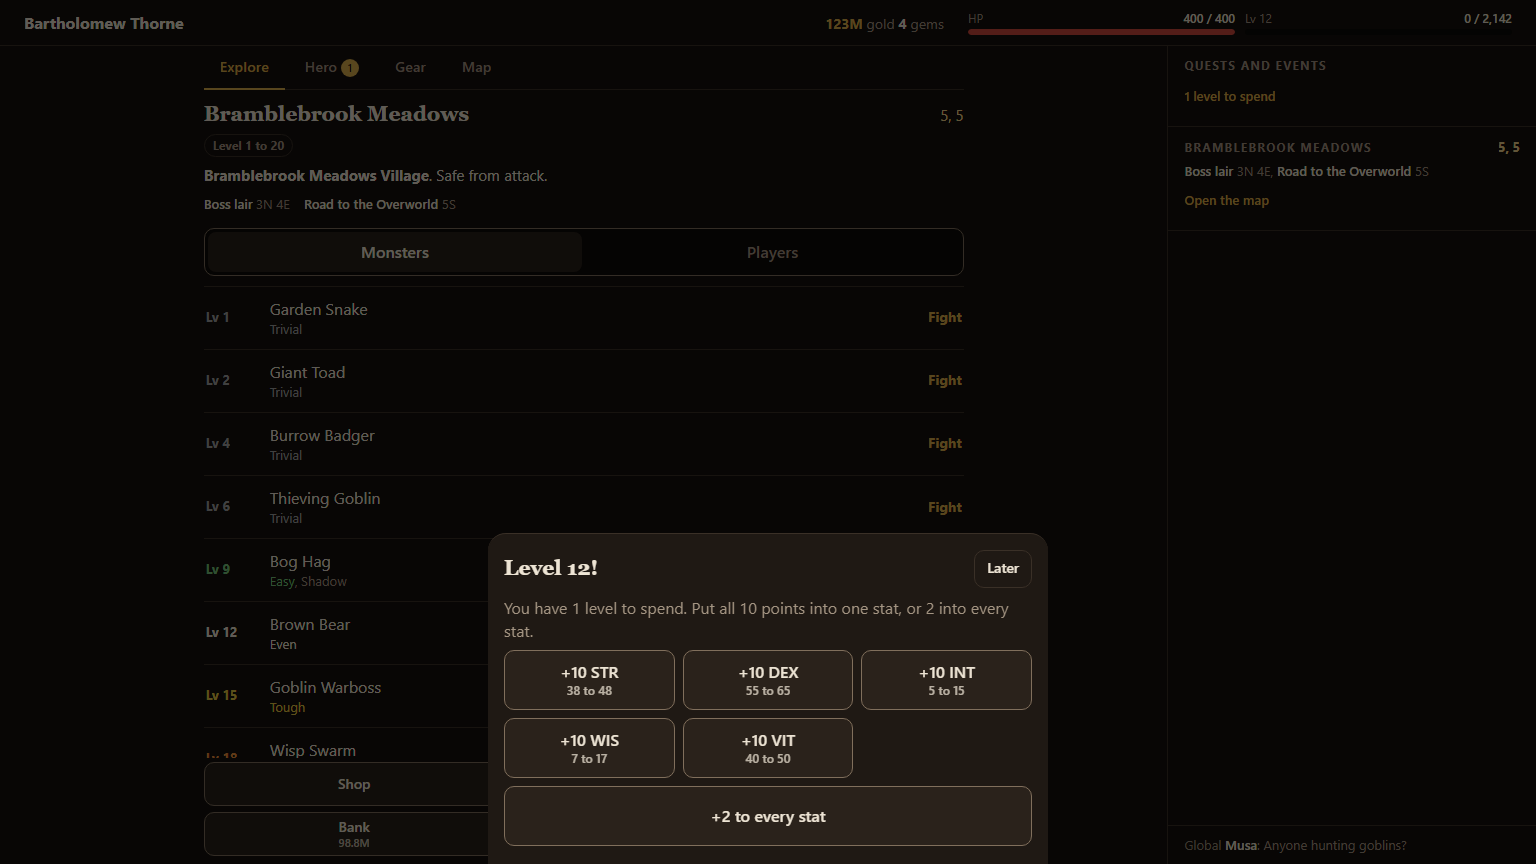 Bartholomew Thorne
123M gold 4 gems
HP 400 / 400
Lv 12 0 / 2,142
Explore
Hero 1
Gear
Map
Bramblebrook Meadows
5, 5
Level 1 to 20
Bramblebrook Meadows Village. Safe from attack.
Boss lair 3N 4E Road to the Overworld 5S
Monsters
Players
Lv 1
Garden Snake
Trivial
Fight
Lv 2
Giant Toad
Trivial
Fight
Lv 4
Burrow Badger
Trivial
Fight
Lv 6
Thieving Goblin
Trivial
Fight
Lv 9
Bog Hag
Easy, Shadow
Lv 12
Brown Bear
Even
Lv 15
Goblin Warboss
Tough
Lv 18
Wisp Swarm
Shop
Bank
98.8M
Level 12!
Later
You have 1 level to spend. Put all 10 points into one stat, or 2 into every
stat.
+10 STR
38 to 48
+10 DEX
55 to 65
+10 INT
5 to 15
+10 WIS
7 to 17
+10 VIT
40 to 50
+2 to every stat
QUESTS AND EVENTS
1 level to spend
BRAMBLEBROOK MEADOWS
5, 5
Boss lair 3N 4E, Road to the Overworld 5S
Open the map
Global Musa: Anyone hunting goblins?